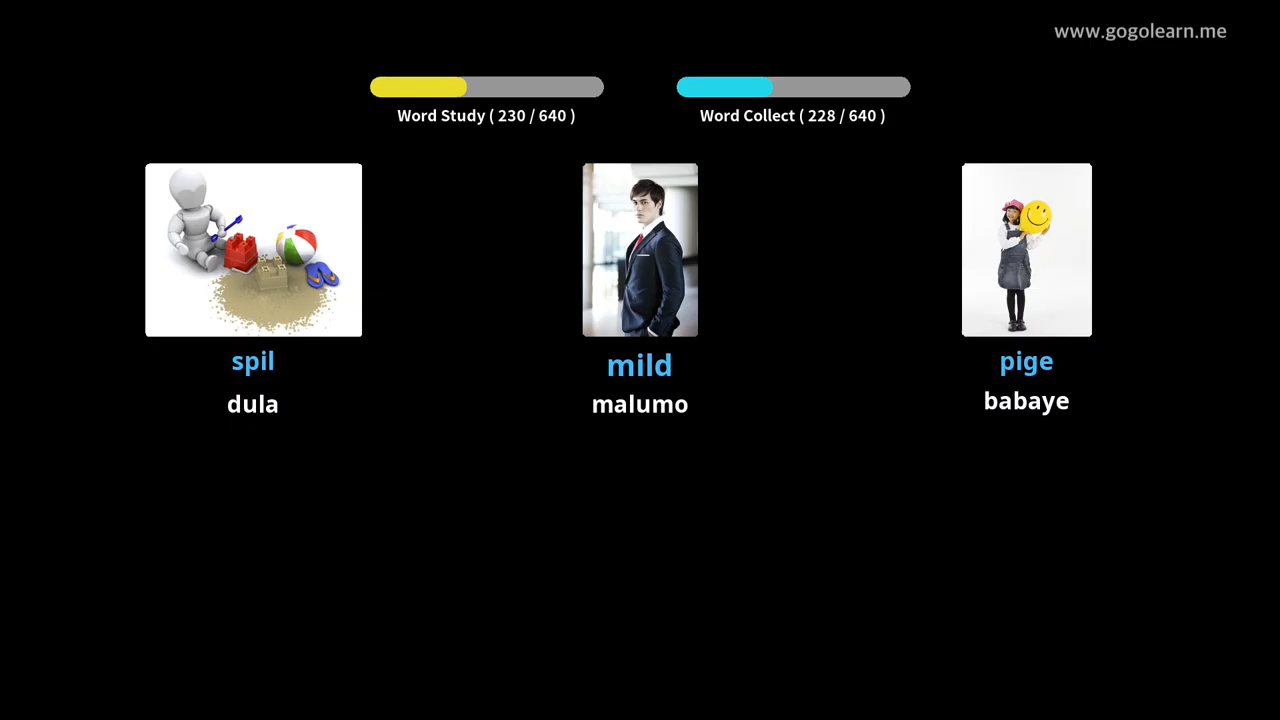 www.gogolearn.me
Word Study ( 230 / 640 )
Word Collect ( 228 / 640 )
spil
dula
mild
malumo
pige
babaye